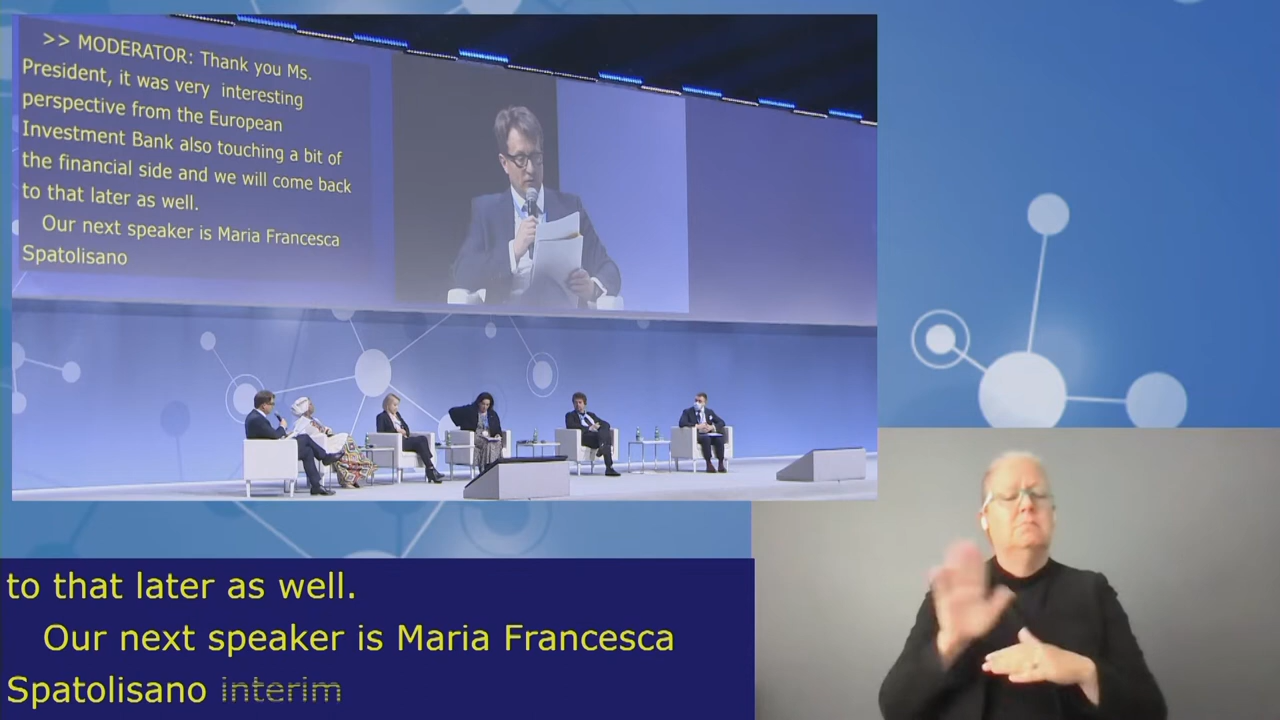 >> MODERATOR: Thank you Ms.
President, it was very interesting
perspective from the European
Investment Bank also touching a bit of
the financial side and we will come back
to that later as well.
Our next speaker is Maria Francesca
Spatolisano
to that later as well.
Our next speaker is Maria Francesca
Spatolisano interim